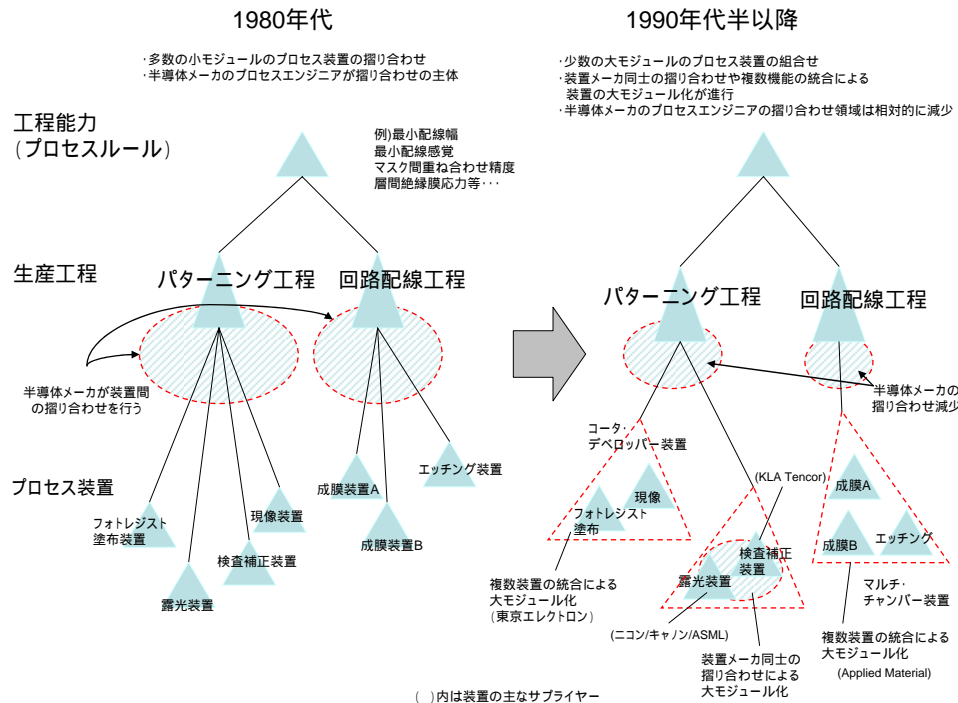 1980年代
・多数の小モジュールのプロセス装置の摺り合わせ
・半導体メーカのプロセスエンジニアが摺り合わせの主体
工程能力
(プロセスルール)
例)最小配線幅
最小配線感覚
マスク間重ね合わせ精度
層間絶縁膜応力等・・・
生産工程
パターニング工程
回路配線工程
半導体メーカが装置間
の摺り合わせを行う
プロセス装置
フォトレジスト
塗布装置
露光装置
検査補正装置
現像装置
成膜装置A
成膜装置B
エッチング装置
1990年代半以降
・少数の大モジュールのプロセス装置の組合せ
・装置メーカ同士の摺り合わせや複数機能の統合による
装置の大モジュール化が進行
・半導体メーカのプロセスエンジニアの摺り合わせ領域は相対的に減少
パターニング工程
回路配線工程
半導体メーカの
摺り合わせ減少
コータ・
デベロッパー装置
フォトレジスト
塗布
現像
複数装置の統合による
大モジュール化
(東京エレクトロン)
(KLA Tencor)
露光装置
検査補正
装置
(ニコン/キャノン/ASML)
装置メーカ同士の
摺り合わせによる
大モジュール化
成膜A
成膜B
エッチング
マルチ・
チャンバー装置
複数装置の統合による
大モジュール化
(Applied Material)
( )内は装置の主なサプライヤー